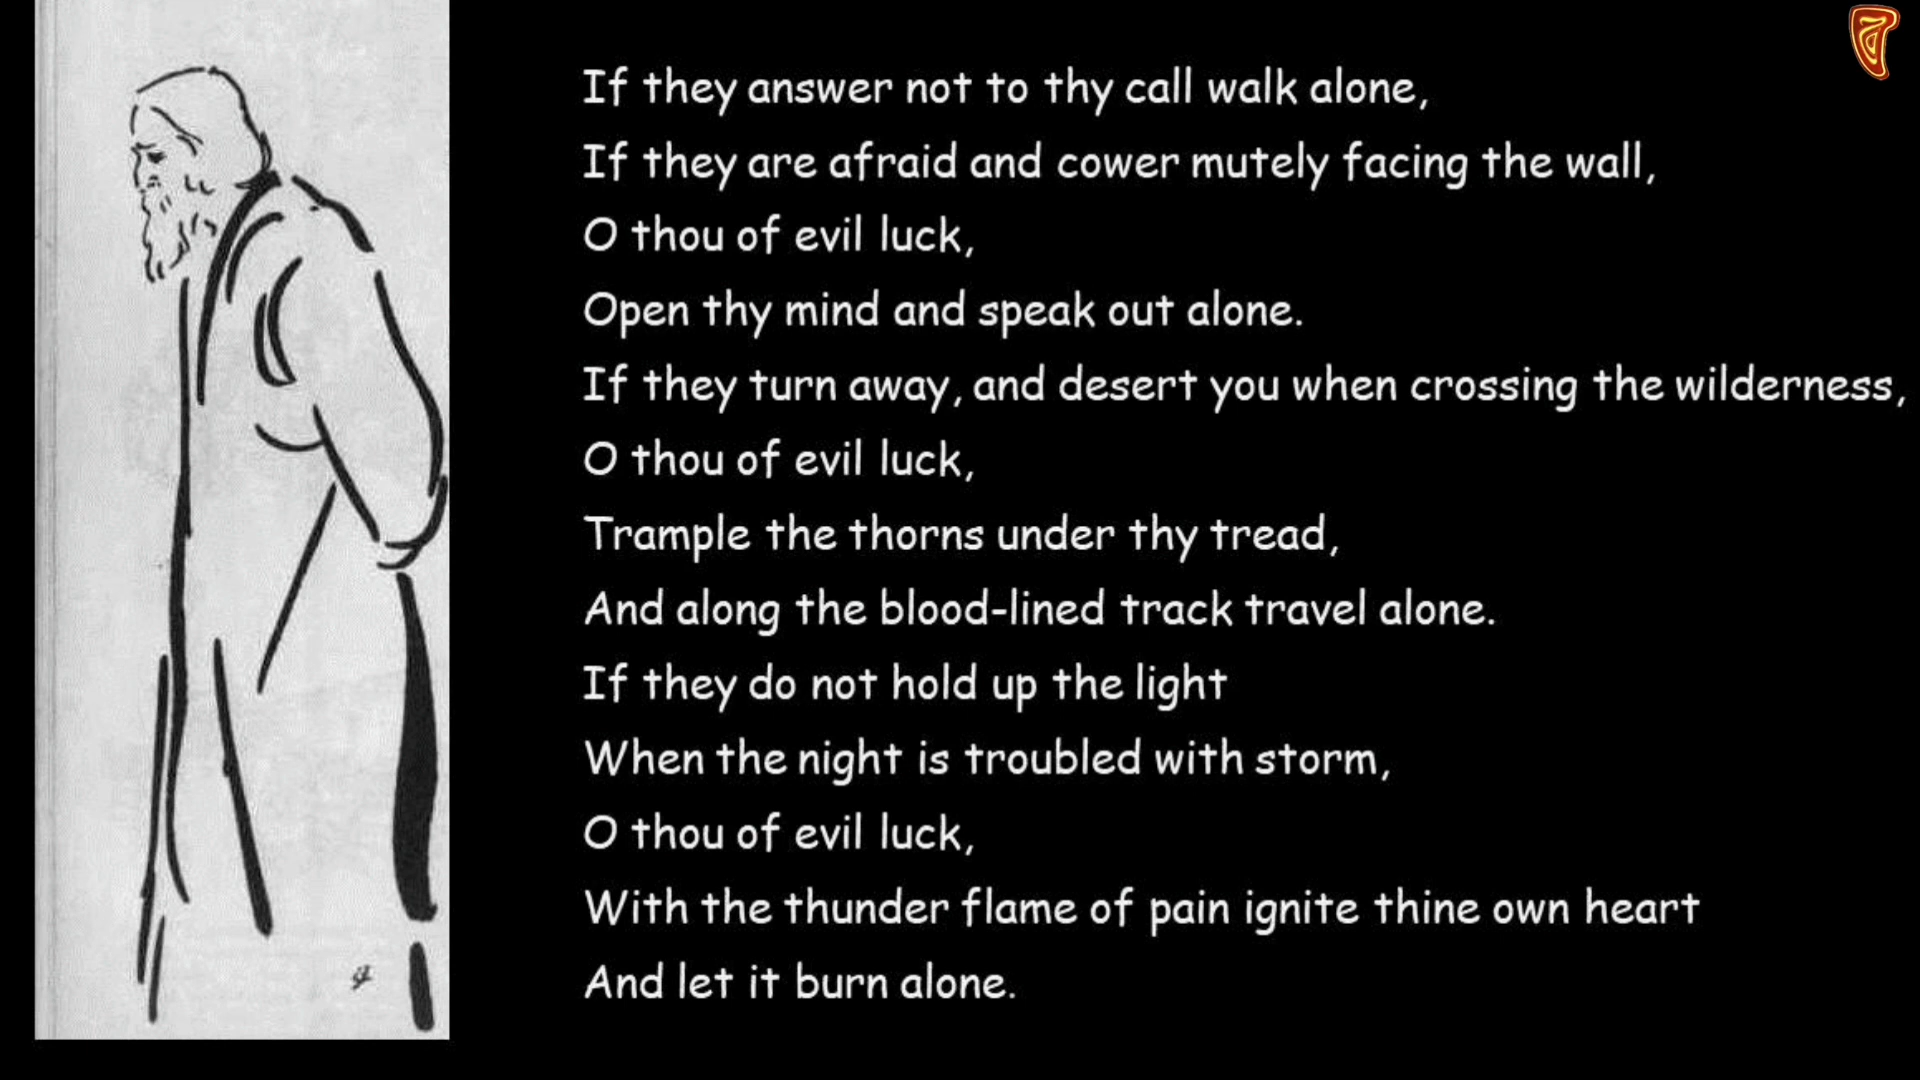 If they answer not to thy call walk alone,
If they are afraid and cower mutely facing the wall,
O thou of evil luck,
Open thy mind and speak out alone.
If they turn away, and desert you when crossing the wilderness,
O thou of evil luck,
Trample the thorns under thy tread,
And along the blood-lined track travel alone.
If they do not hold up the light
When the night is troubled with storm,
O thou of evil luck,
With the thunder flame of pain ignite thine own heart
And let it burn alone.